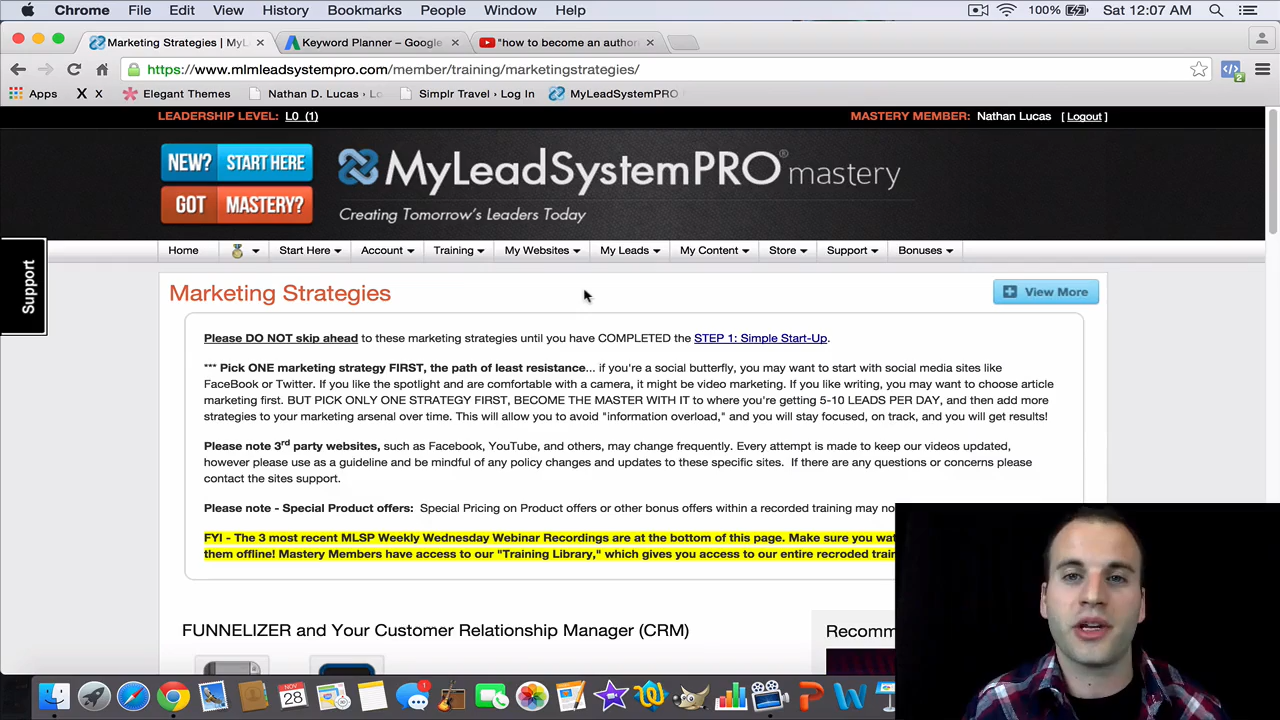 Chrome File Edit View History Bookmarks People Window Help 100% Sat 12:07 AM
Marketing Strategies | MyL Keyword Planner – Google "how to become an author
https://www.mlmleadsystempro.com/member/training/marketingstrategies/
Apps X X Elegant Themes Nathan D. Lucas › Lo Simplr Travel › Log In MyLeadSystemPRO
LEADERSHIP LEVEL: L0 (1) MASTERY MEMBER: Nathan Lucas [ Logout ]
NEW? START HERE
GOT MASTERY?
MyLeadSystemPRO® mastery
Creating Tomorrow's Leaders Today
Home Start Here Account Training My Websites My Leads My Content Store Support Bonuses
Support
Marketing Strategies
View More
Please DO NOT skip ahead to these marketing strategies until you have COMPLETED the STEP 1: Simple Start-Up.
*** Pick ONE marketing strategy FIRST, the path of least resistance... if you're a social butterfly, you may want to start with social media sites like
FaceBook or Twitter. If you like the spotlight and are comfortable with a camera, it might be video marketing. If you like writing, you may want to choose article
marketing first. BUT PICK ONLY ONE STRATEGY FIRST, BECOME THE MASTER WITH IT to where you're getting 5-10 LEADS PER DAY, and then add more
strategies to your marketing arsenal over time. This will allow you to avoid "information overload," and you will stay focused, on track, and you will get results!
Please note 3rd party websites, such as Facebook, YouTube, and others, may change frequently. Every attempt is made to keep our videos updated,
however please use as a guideline and be mindful of any policy changes and updates to these specific sites. If there are any questions or concerns please
contact the sites support.
Please note - Special Product offers: Special Pricing on Product offers or other bonus offers within a recorded training may no
FYI - The 3 most recent MLSP Weekly Wednesday Webinar Recordings are at the bottom of this page. Make sure you wat
them offline! Mastery Members have access to our "Training Library," which gives you access to our entire recroded train
FUNNELIZER and Your Customer Relationship Manager (CRM)
Recomm
NOV
28
1
2